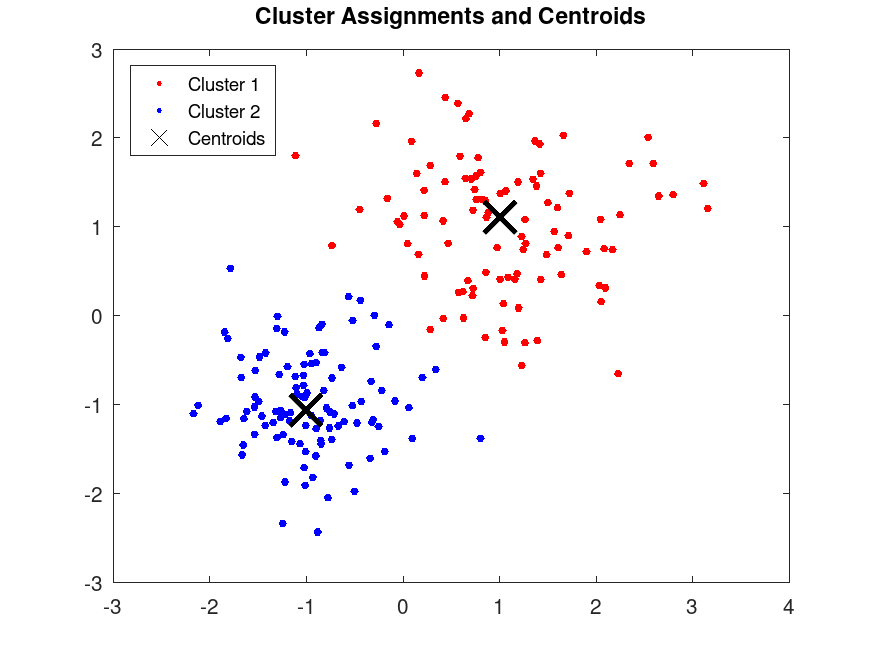 Cluster Assignments and Centroids
3
Cluster 1
Cluster 2
Centroids
2
1
0
-1
-2
-3
-3 -2 -1 0 1 2 3 4